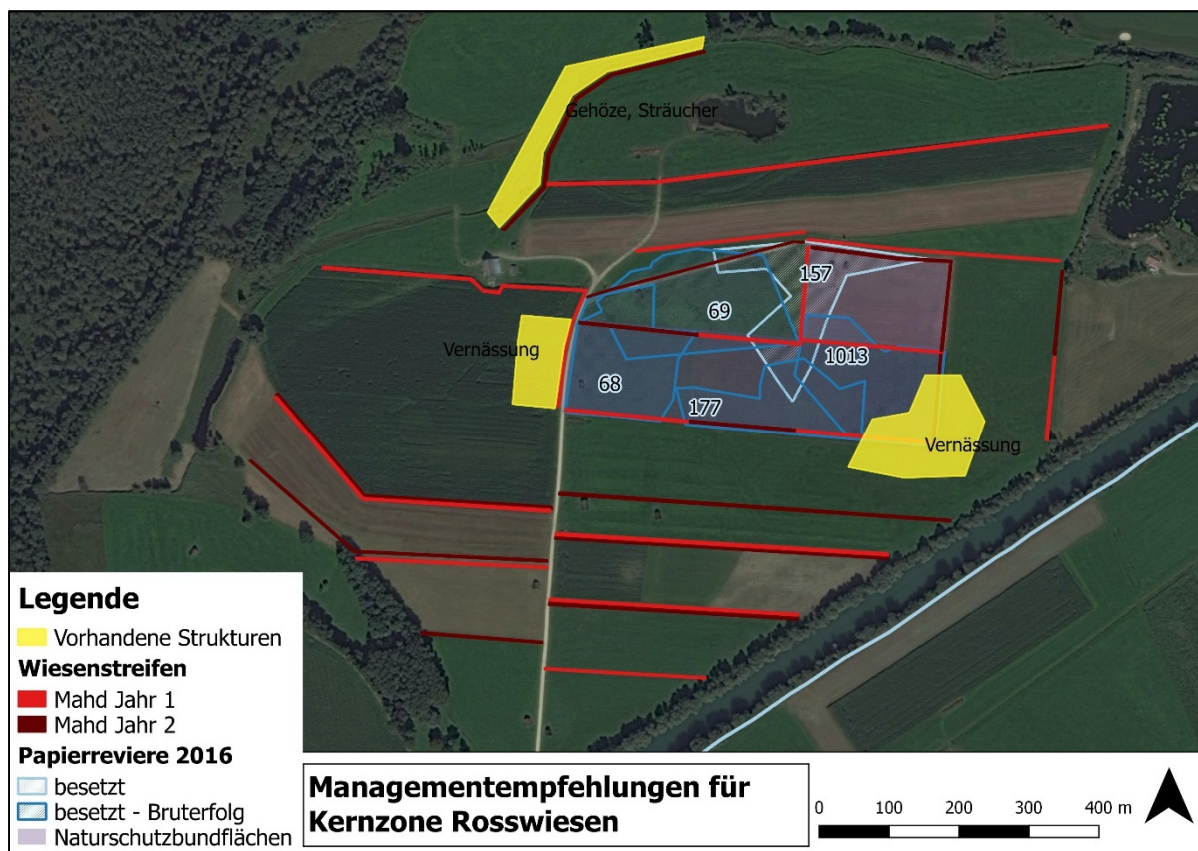 Gehöze, Sträucher
157
69
Vernässung
1013
68
177
Vernässung
Legende
Vorhandene Strukturen
Wiesenstreifen
Mahd Jahr 1
Mahd Jahr 2
Papierreviere 2016
besetzt
besetzt - Bruterfolg
Naturschutzbundflächen
Managementempfehlungen für
Kernzone Rosswiesen
0 100 200 300 400 m